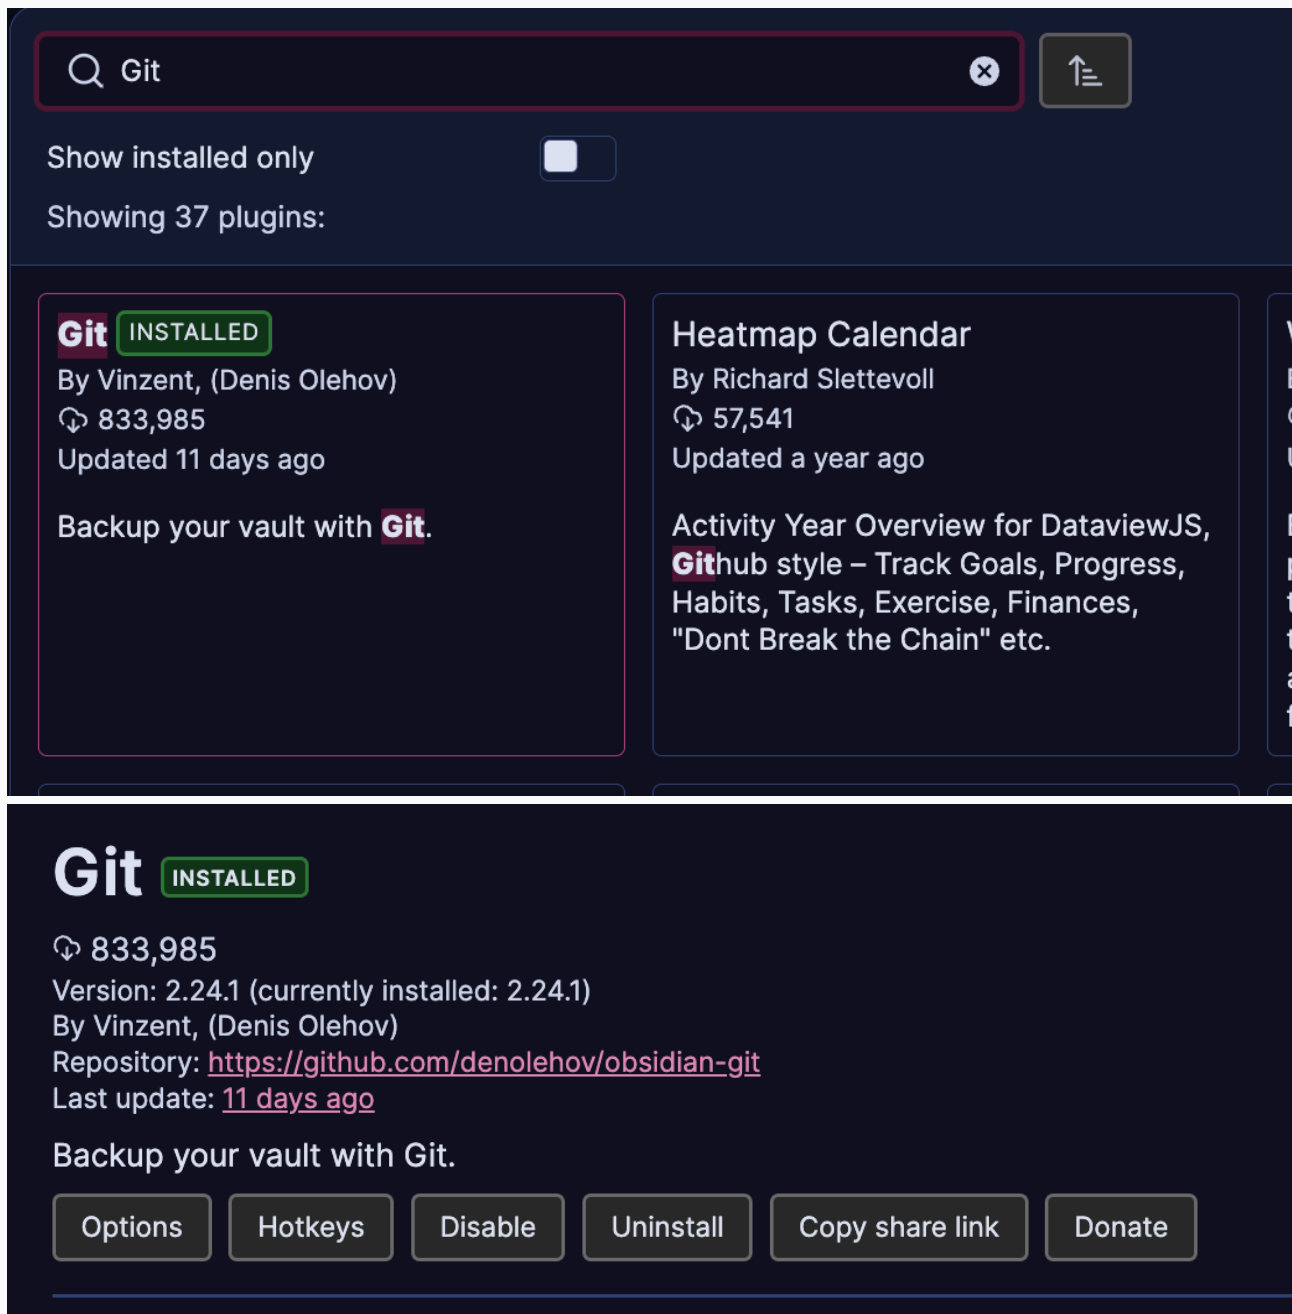 Git
Show installed only
Showing 37 plugins:
Git INSTALLED
By Vinzent, (Denis Olehov)
833,985
Updated 11 days ago
Backup your vault with Git.
Heatmap Calendar
By Richard Slettevoll
57,541
Updated a year ago
Activity Year Overview for DataviewJS,
Github style – Track Goals, Progress,
Habits, Tasks, Exercise, Finances,
"Dont Break the Chain" etc.
Git INSTALLED
833,985
Version: 2.24.1 (currently installed: 2.24.1)
By Vinzent, (Denis Olehov)
Repository: https://github.com/denolehov/obsidian-git
Last update: 11 days ago
Backup your vault with Git.
Options Hotkeys Disable Uninstall Copy share link Donate